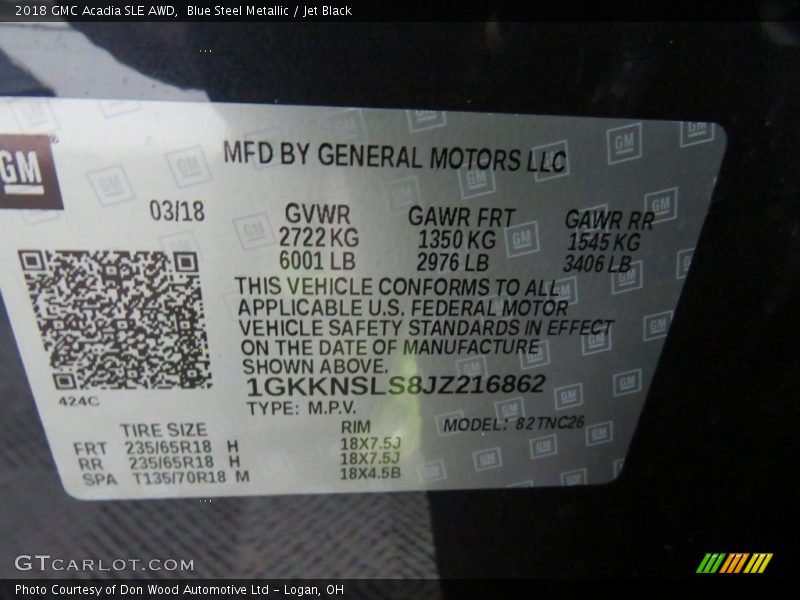 2018 GMC Acadia SLE AWD, Blue Steel Metallic / Jet Black
GM
MFD BY GENERAL MOTORS LLC
03/18
GVWR GAWR FRT GAWR RR
2722 KG 1350 KG 1545 KG
6001 LB 2976 LB 3406 LB
THIS VEHICLE CONFORMS TO ALL
APPLICABLE U.S. FEDERAL MOTOR
VEHICLE SAFETY STANDARDS IN EFFECT
ON THE DATE OF MANUFACTURE
SHOWN ABOVE.
1GKKNSLS8JZ216862
424C
TYPE: M.P.V. MODEL: 82TNC26
TIRE SIZE RIM
FRT 235/65R18 H 18X7.5J
RR 235/65R18 H 18X7.5J
SPA T135/70R18 M 18X4.5B
GTCARLOT.COM
Photo Courtesy of Don Wood Automotive Ltd - Logan, OH